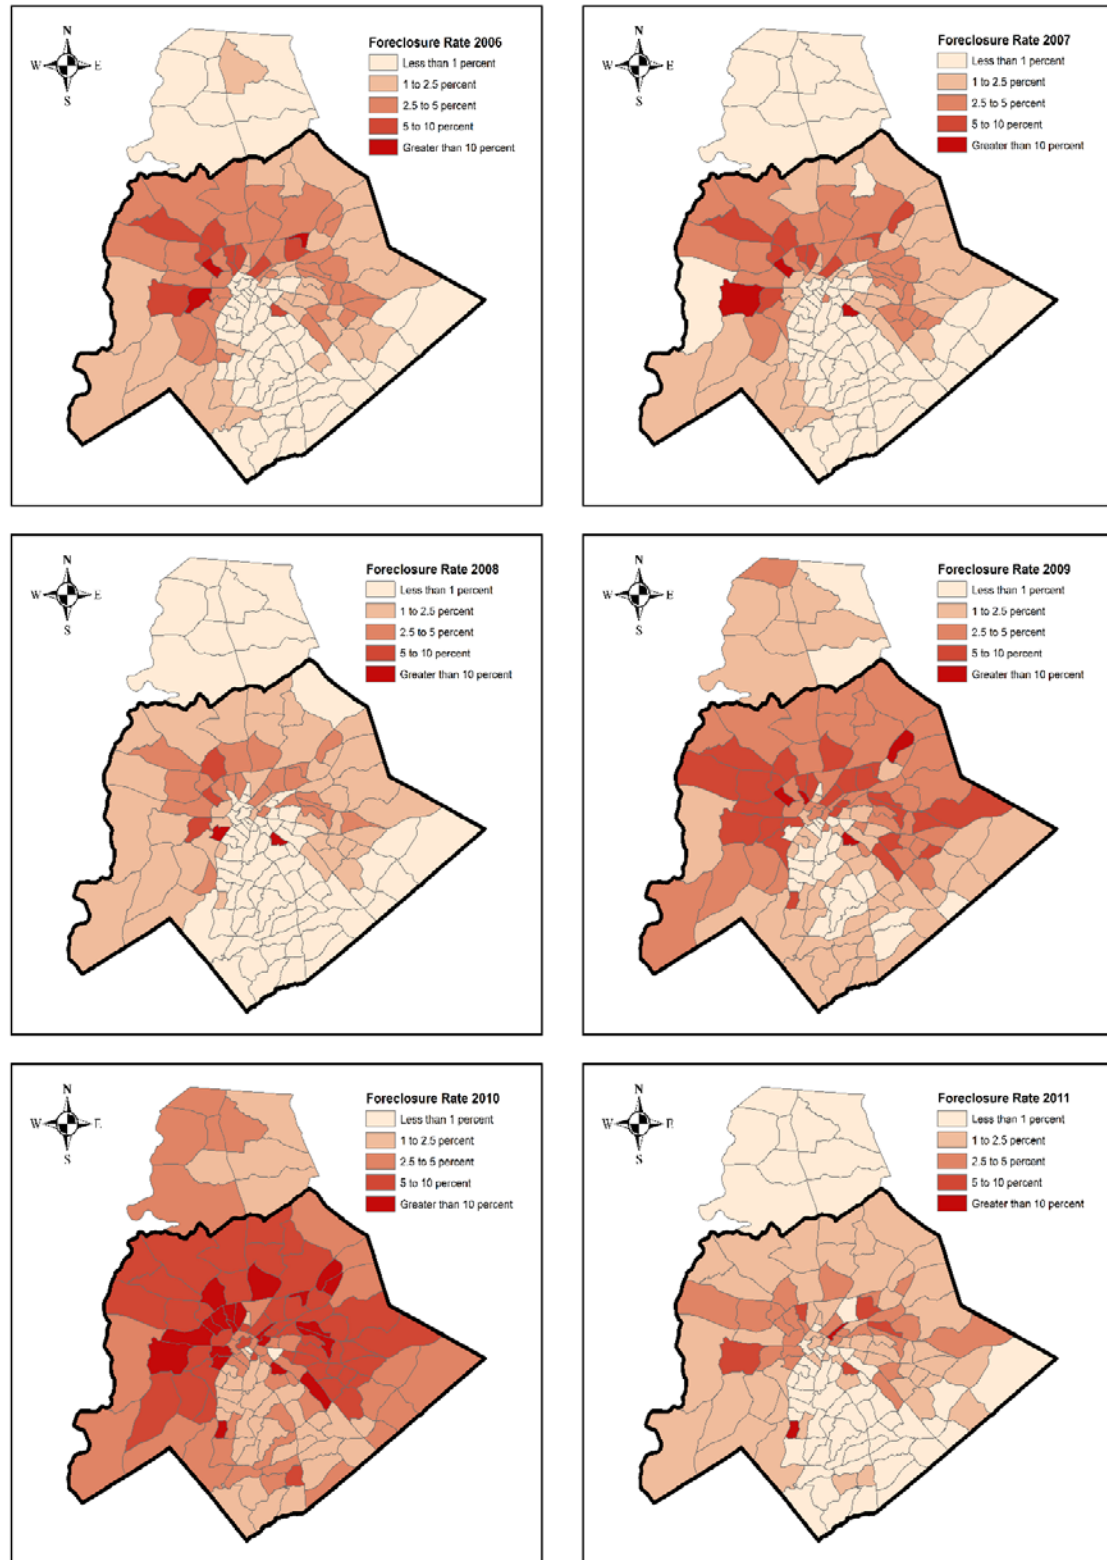 N
W E
S
Foreclosure Rate 2006
Less than 1 percent
1 to 2.5 percent
2.5 to 5 percent
5 to 10 percent
Greater than 10 percent
N
W E
S
Foreclosure Rate 2007
Less than 1 percent
1 to 2.5 percent
2.5 to 5 percent
5 to 10 percent
Greater than 10 percent
N
W E
S
Foreclosure Rate 2008
Less than 1 percent
1 to 2.5 percent
2.5 to 5 percent
5 to 10 percent
Greater than 10 percent
N
W E
S
Foreclosure Rate 2009
Less than 1 percent
1 to 2.5 percent
2.5 to 5 percent
5 to 10 percent
Greater than 10 percent
N
W E
S
Foreclosure Rate 2010
Less than 1 percent
1 to 2.5 percent
2.5 to 5 percent
5 to 10 percent
Greater than 10 percent
N
W E
S
Foreclosure Rate 2011
Less than 1 percent
1 to 2.5 percent
2.5 to 5 percent
5 to 10 percent
Greater than 10 percent